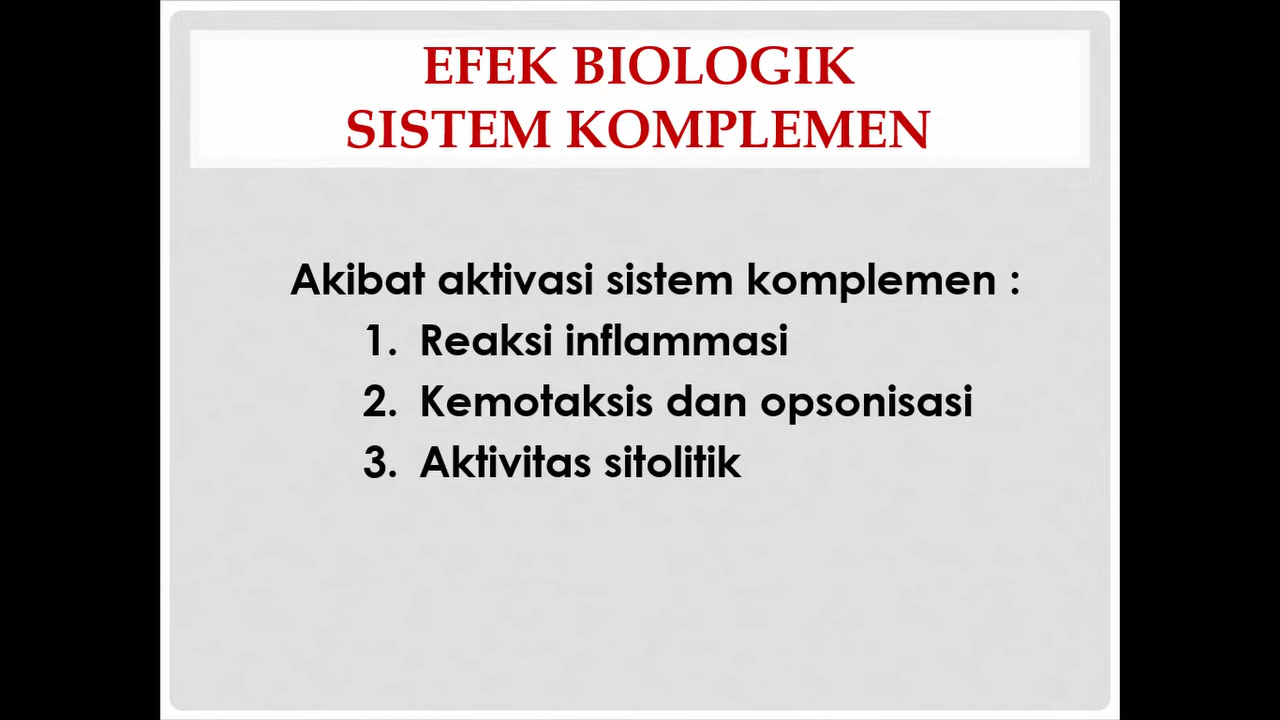 EFEK BIOLOGIK
SISTEM KOMPLEMEN
Akibat aktivasi sistem komplemen :
1. Reaksi inflammasi
2. Kemotaksis dan opsonisasi
3. Aktivitas sitolitik